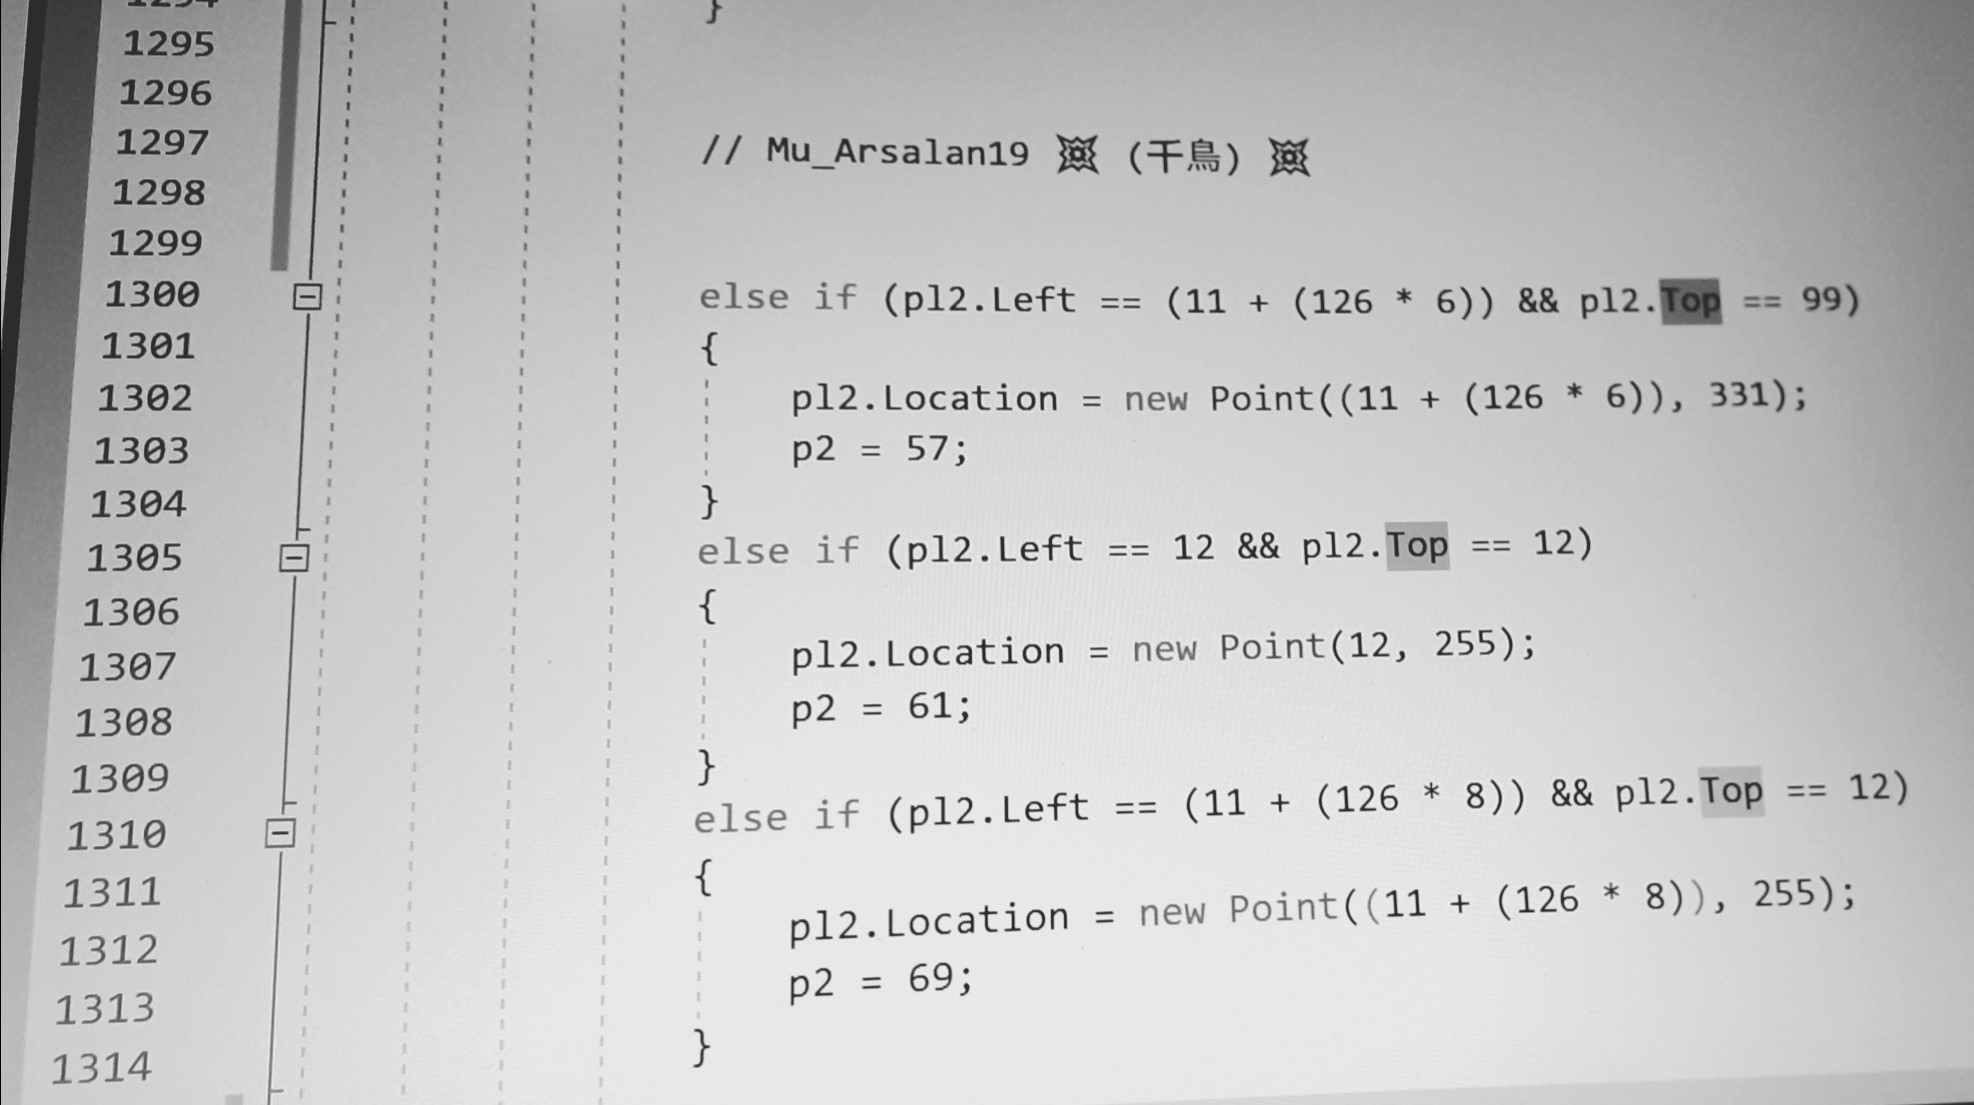 }
1295
1296
1297 // Mu_Arsalan19 (千鳥)
1298
1299
1300 else if (pl2.Left == (11 + (126 * 6)) && pl2.Top == 99)
1301 {
1302 pl2.Location = new Point((11 + (126 * 6)), 331);
1303 p2 = 57;
1304 }
1305 else if (pl2.Left == 12 && pl2.Top == 12)
1306 {
1307 pl2.Location = new Point(12, 255);
1308 p2 = 61;
1309 }
1310 else if (pl2.Left == (11 + (126 * 8)) && pl2.Top == 12)
1311 {
1312 pl2.Location = new Point((11 + (126 * 8)), 255);
1313 p2 = 69;
1314 }